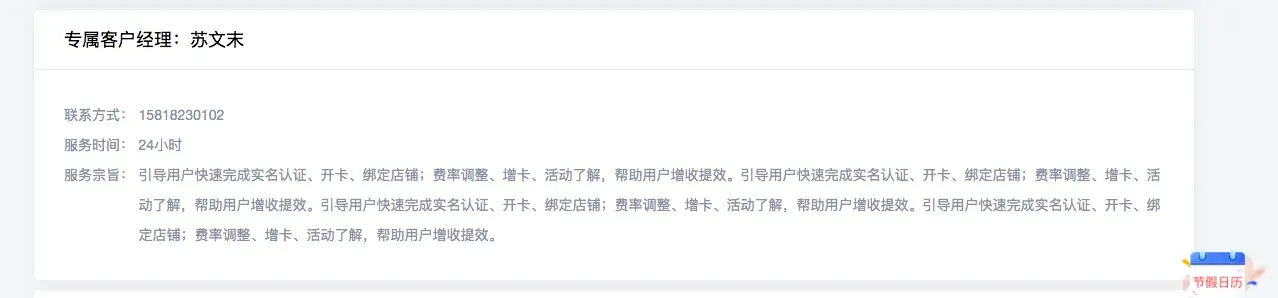 专属客户经理：苏文末
联系方式： 15818230102
服务时间： 24小时
服务宗旨： 引导用户快速完成实名认证、开卡、绑定店铺；费率调整、增卡、活动了解，帮助用户增收提效。引导用户快速完成实名认证、开卡、绑定店铺；费率调整、增卡、活
动了解，帮助用户增收提效。引导用户快速完成实名认证、开卡、绑定店铺；费率调整、增卡、活动了解，帮助用户增收提效。引导用户快速完成实名认证、开卡、绑
定店铺；费率调整、增卡、活动了解，帮助用户增收提效。
节假日历